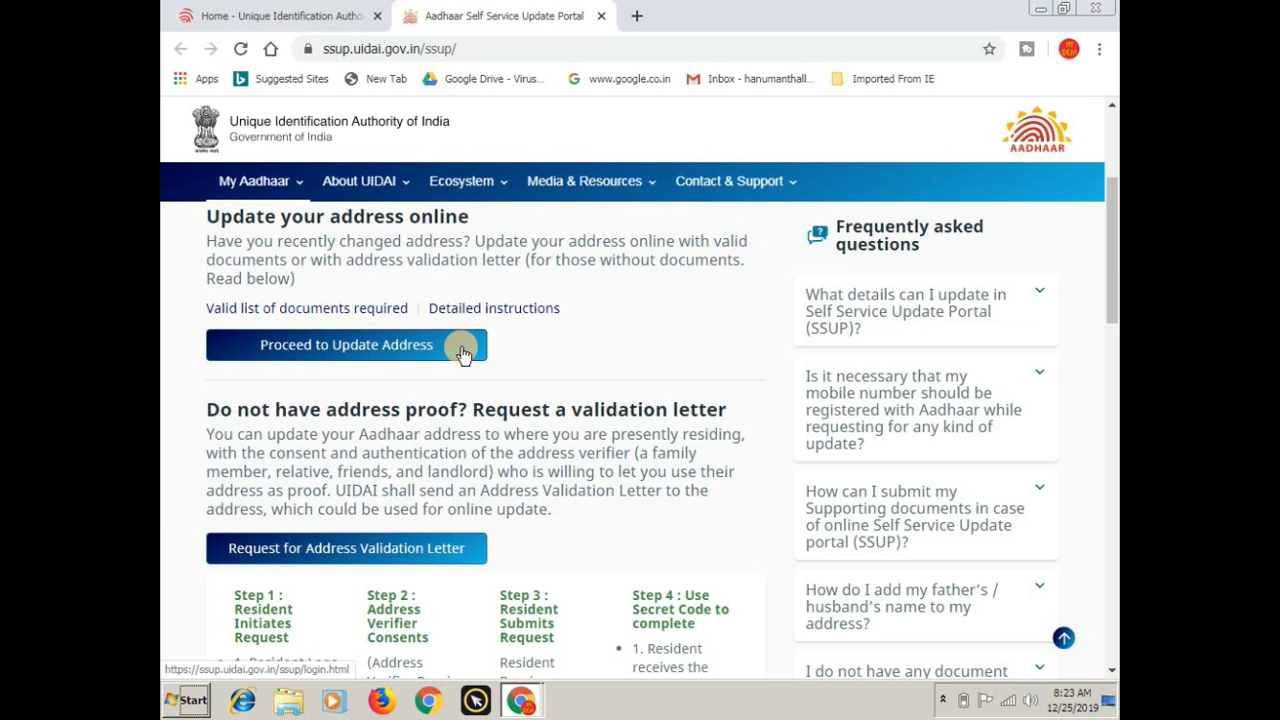 Home - Unique Identification Autho
Aadhaar Self Service Update Portal
ssup.uidai.gov.in/ssup/
Apps
Suggested Sites
New Tab
Google Drive - Virus...
www.google.co.in
Inbox - hanumanthall...
Imported From IE
Unique Identification Authority of India
Government of India
AADHAAR
My Aadhaar
About UIDAI
Ecosystem
Media & Resources
Contact & Support
Update your address online
Have you recently changed address? Update your address online with valid
documents or with address validation letter (for those without documents.
Read below)
Valid list of documents required
Detailed instructions
Proceed to Update Address
Do not have address proof? Request a validation letter
You can update your Aadhaar address to where you are presently residing,
with the consent and authentication of the address verifier (a family
member, relative, friends, and landlord) who is willing to let you use their
address as proof. UIDAI shall send an Address Validation Letter to the
address, which could be used for online update.
Request for Address Validation Letter
Step 1 :
Resident
Initiates
Request
Step 2 :
Address
Verifier
Consents
(Address
Step 3 :
Resident
Submits
Request
Resident
Step 4 : Use
Secret Code to
complete
1. Resident
receives the
Frequently asked
questions
What details can I update in
Self Service Update Portal
(SSUP)?
Is it necessary that my
mobile number should be
registered with Aadhaar while
requesting for any kind of
update?
How can I submit my
Supporting documents in case
of online Self Service Update
portal (SSUP)?
How do I add my father's /
husband's name to my
address?
I do not have any document
https://ssup.uidai.gov.in/ssup/login.html
Start
8:23 AM
12/25/2019